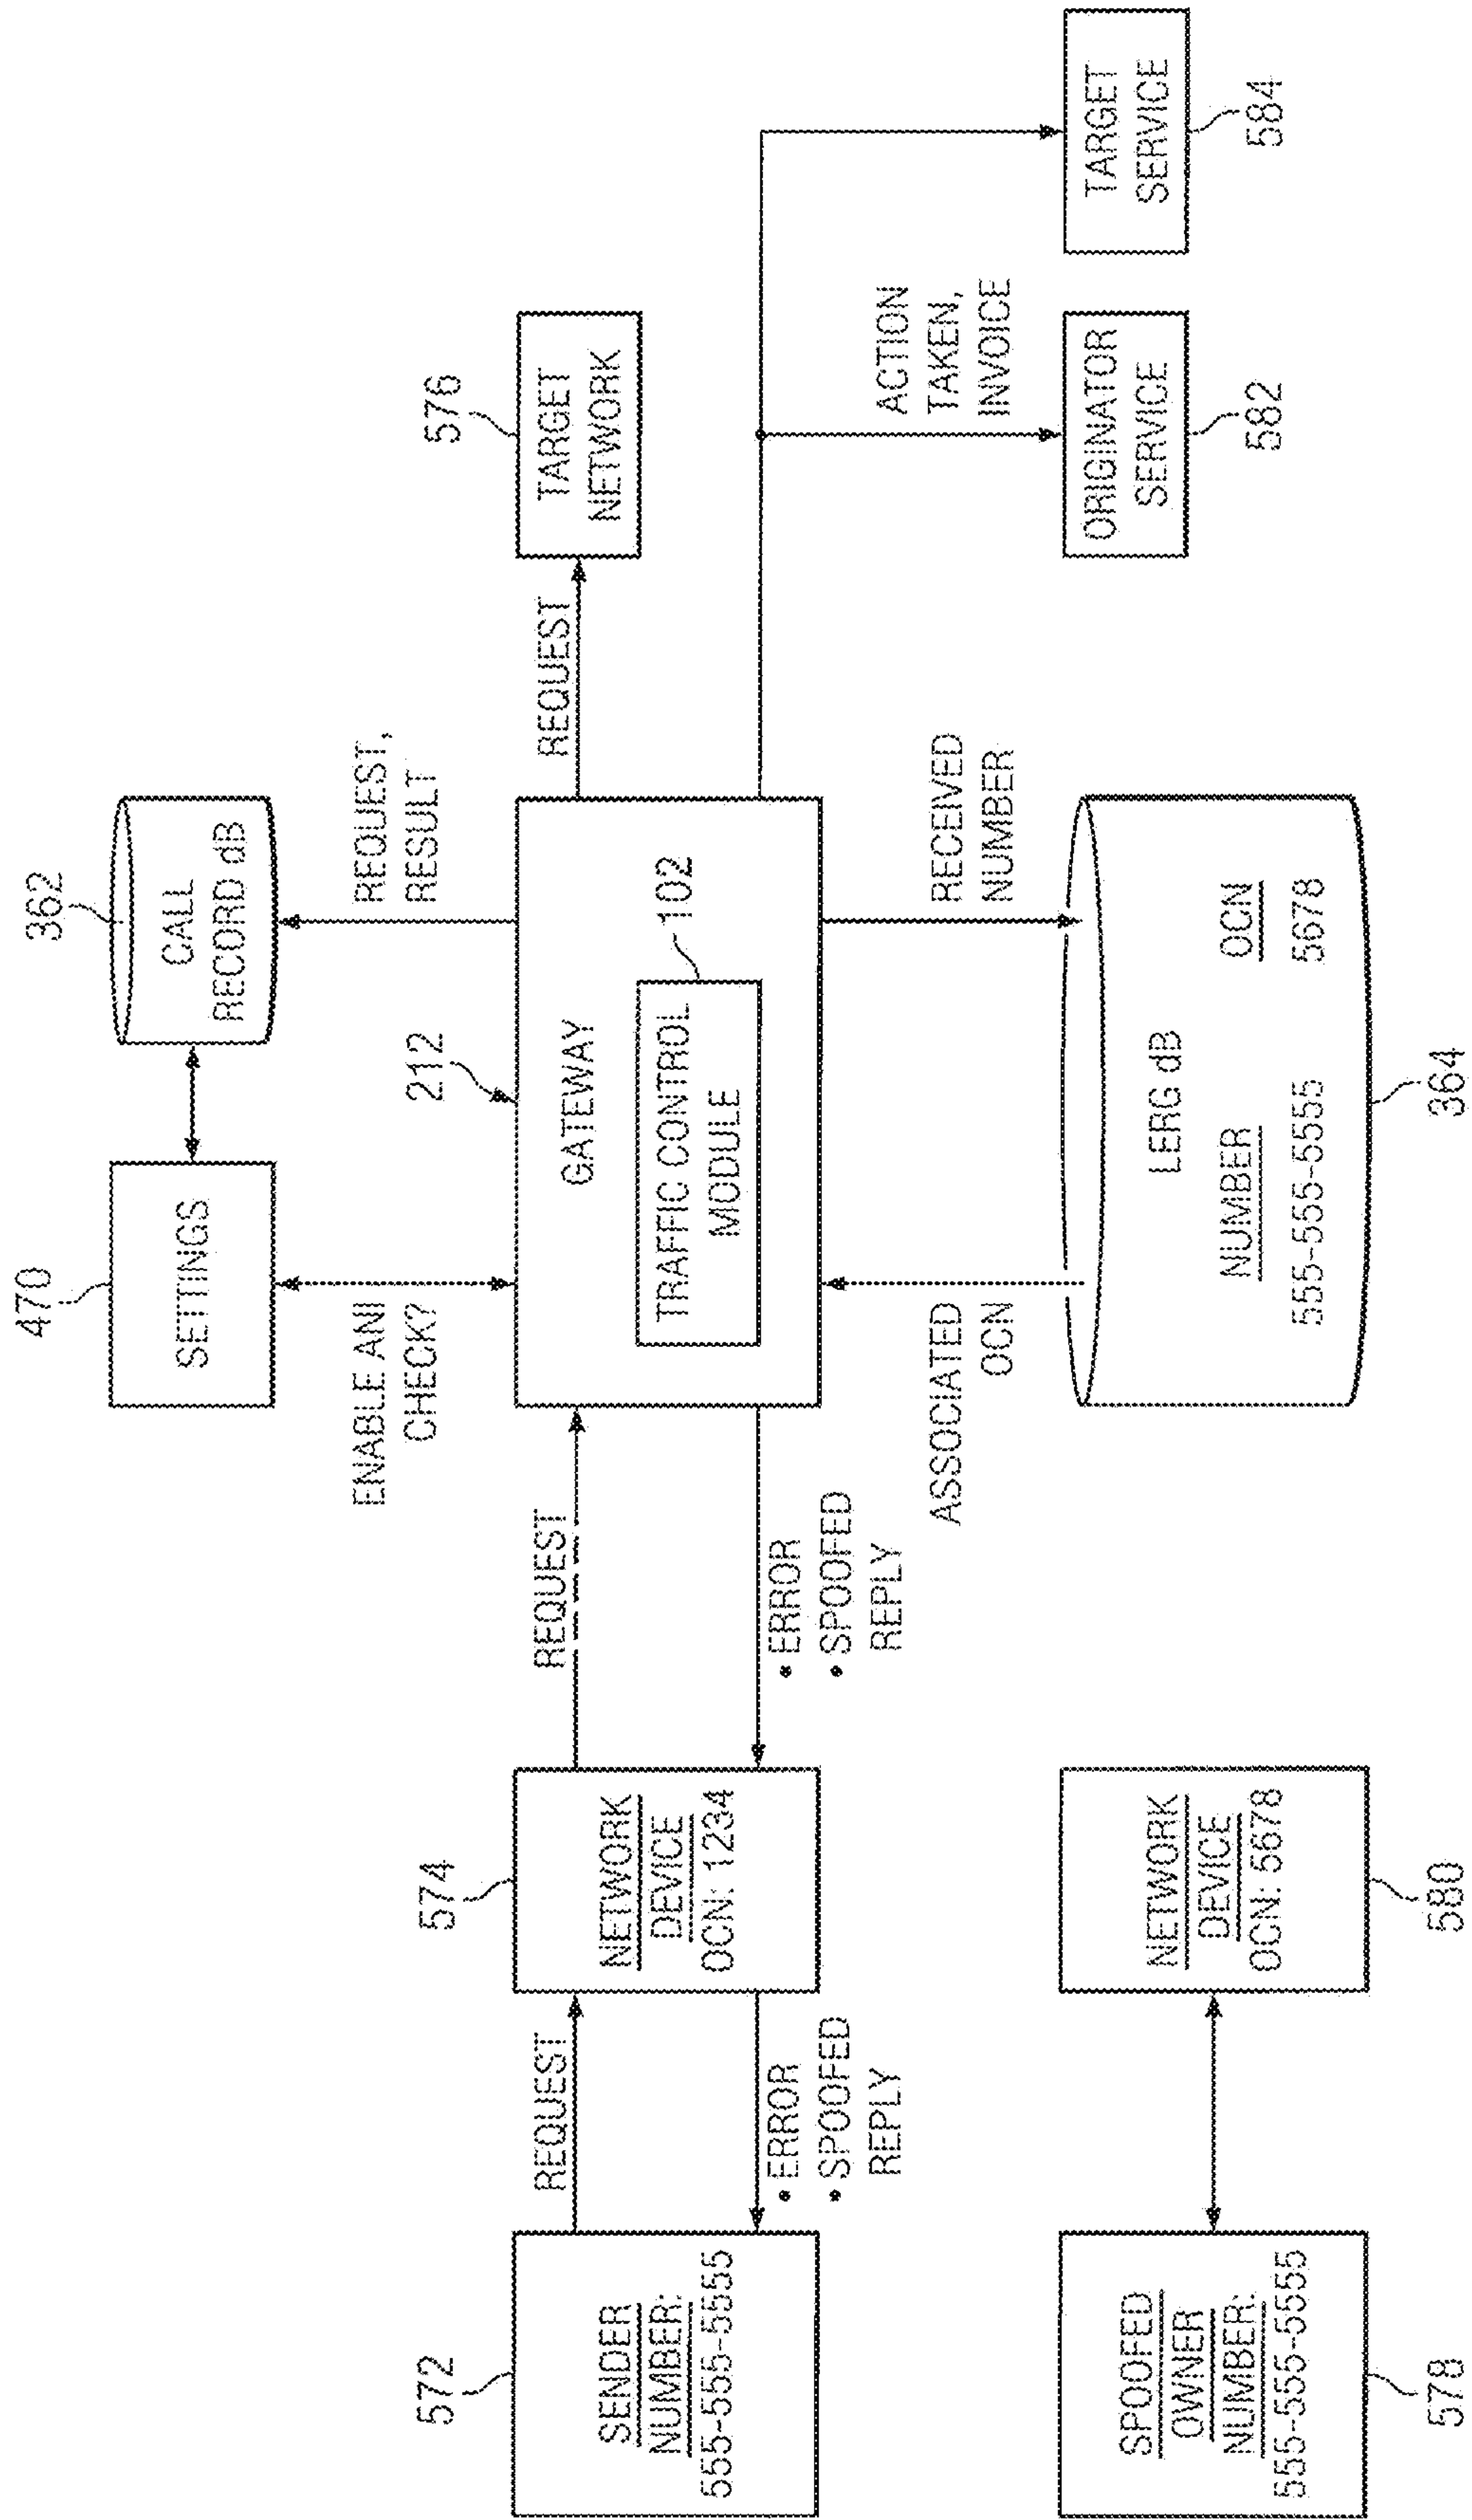 470
SETTINGS
362
CALL
RECORD dB
ENABLE ANI
CHECK?
REQUEST,
RESULT
572
SENDER
NUMBER:
555-555-5555
REQUEST
• ERROR
• SPOOFED
REPLY
574
NETWORK
DEVICE
OCN: 1234
REQUEST
• ERROR
• SPOOFED
REPLY
212
GATEWAY
TRAFFIC CONTROL
MODULE
102
REQUEST
576
TARGET
NETWORK
ASSOCIATED
OCN
RECEIVED
NUMBER
ACTION
TAKEN,
INVOICE
SPOOFED
OWNER
NUMBER:
555-555-5555
578
NETWORK
DEVICE
OCN: 5678
580
LERG dB
NUMBER
OCN
555-555-5555
5678
364
ORIGINATOR
SERVICE
582
TARGET
SERVICE
584